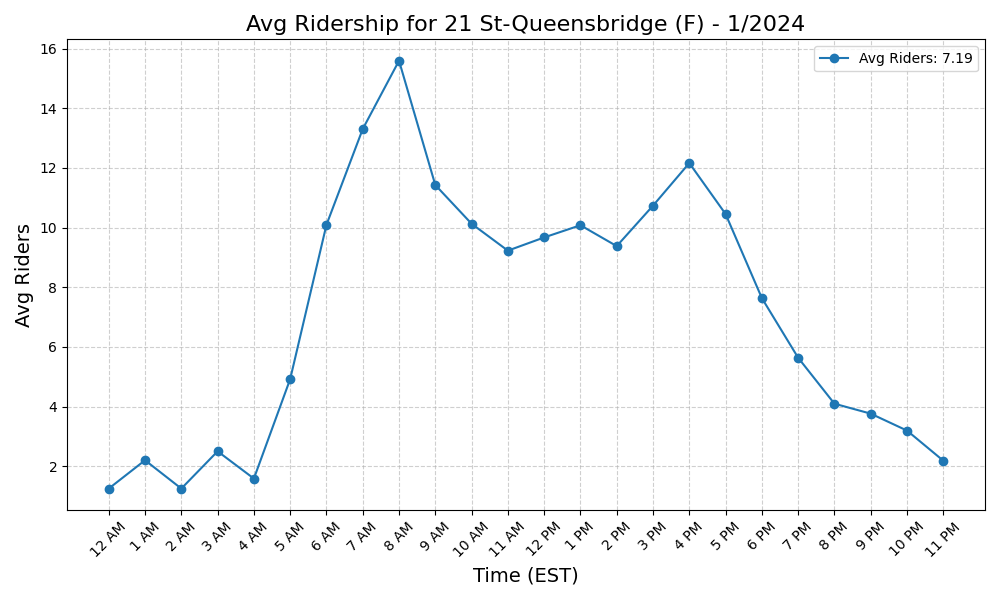 Avg Ridership for 21 St-Queensbridge (F) - 1/2024
Avg Riders: 7.19
Avg Riders
16
14
12
10
8
6
4
2
12 AM
1 AM
2 AM
3 AM
4 AM
5 AM
6 AM
7 AM
8 AM
9 AM
10 AM
11 AM
12 PM
1 PM
2 PM
3 PM
4 PM
5 PM
6 PM
7 PM
8 PM
9 PM
10 PM
11 PM
Time (EST)